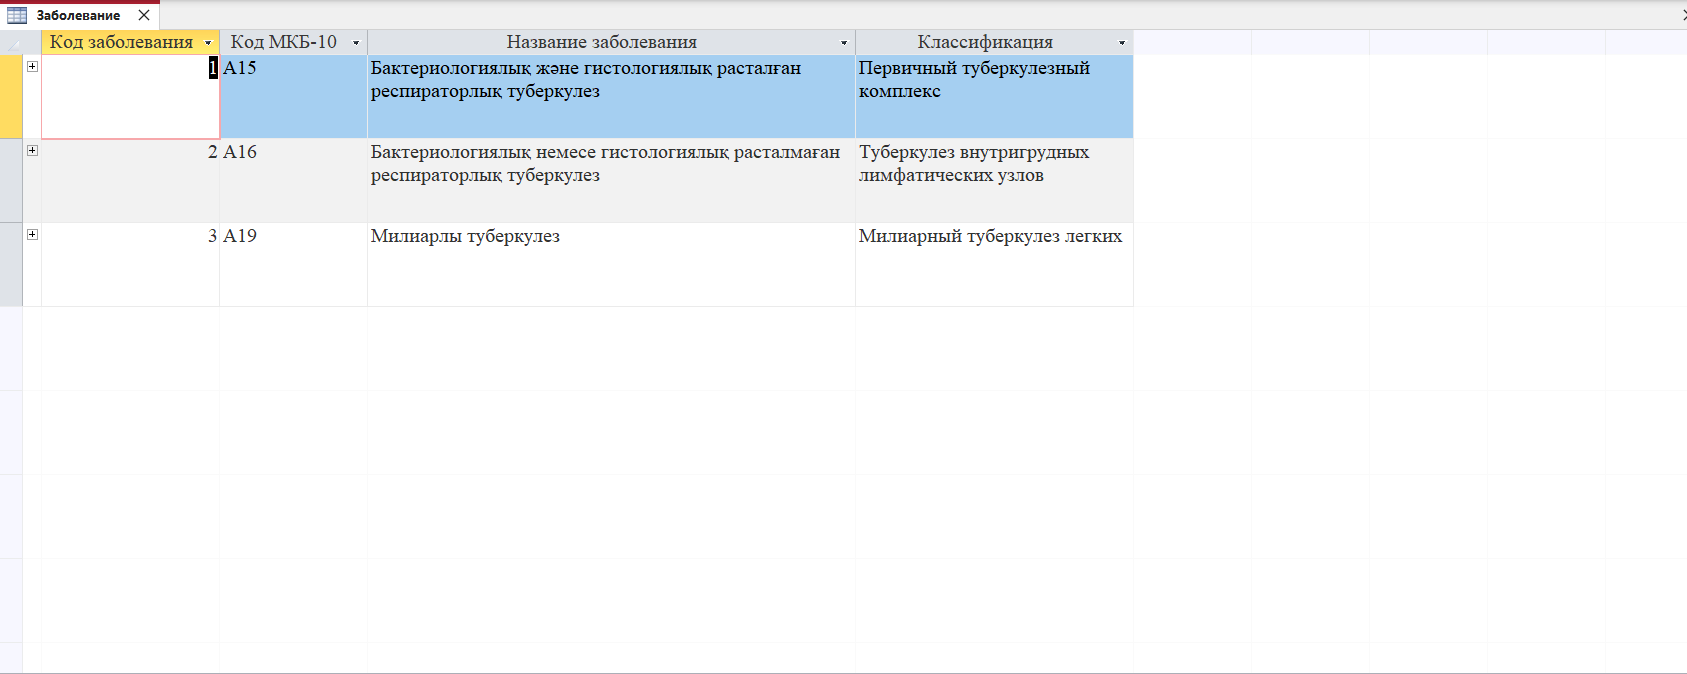 Заболевание
Код заболевания Код МКБ-10 Название заболевания Классификация
1 A15 Бактериологиялық және гистологиялық расталған Первичный туберкулезный
респираторлық туберкулез комплекс
2 A16 Бактериологиялық немесе гистологиялық расталмаған Туберкулез внутригрудных
респираторлық туберкулез лимфатических узлов
3 A19 Милиарлы туберкулез Милиарный туберкулез легких